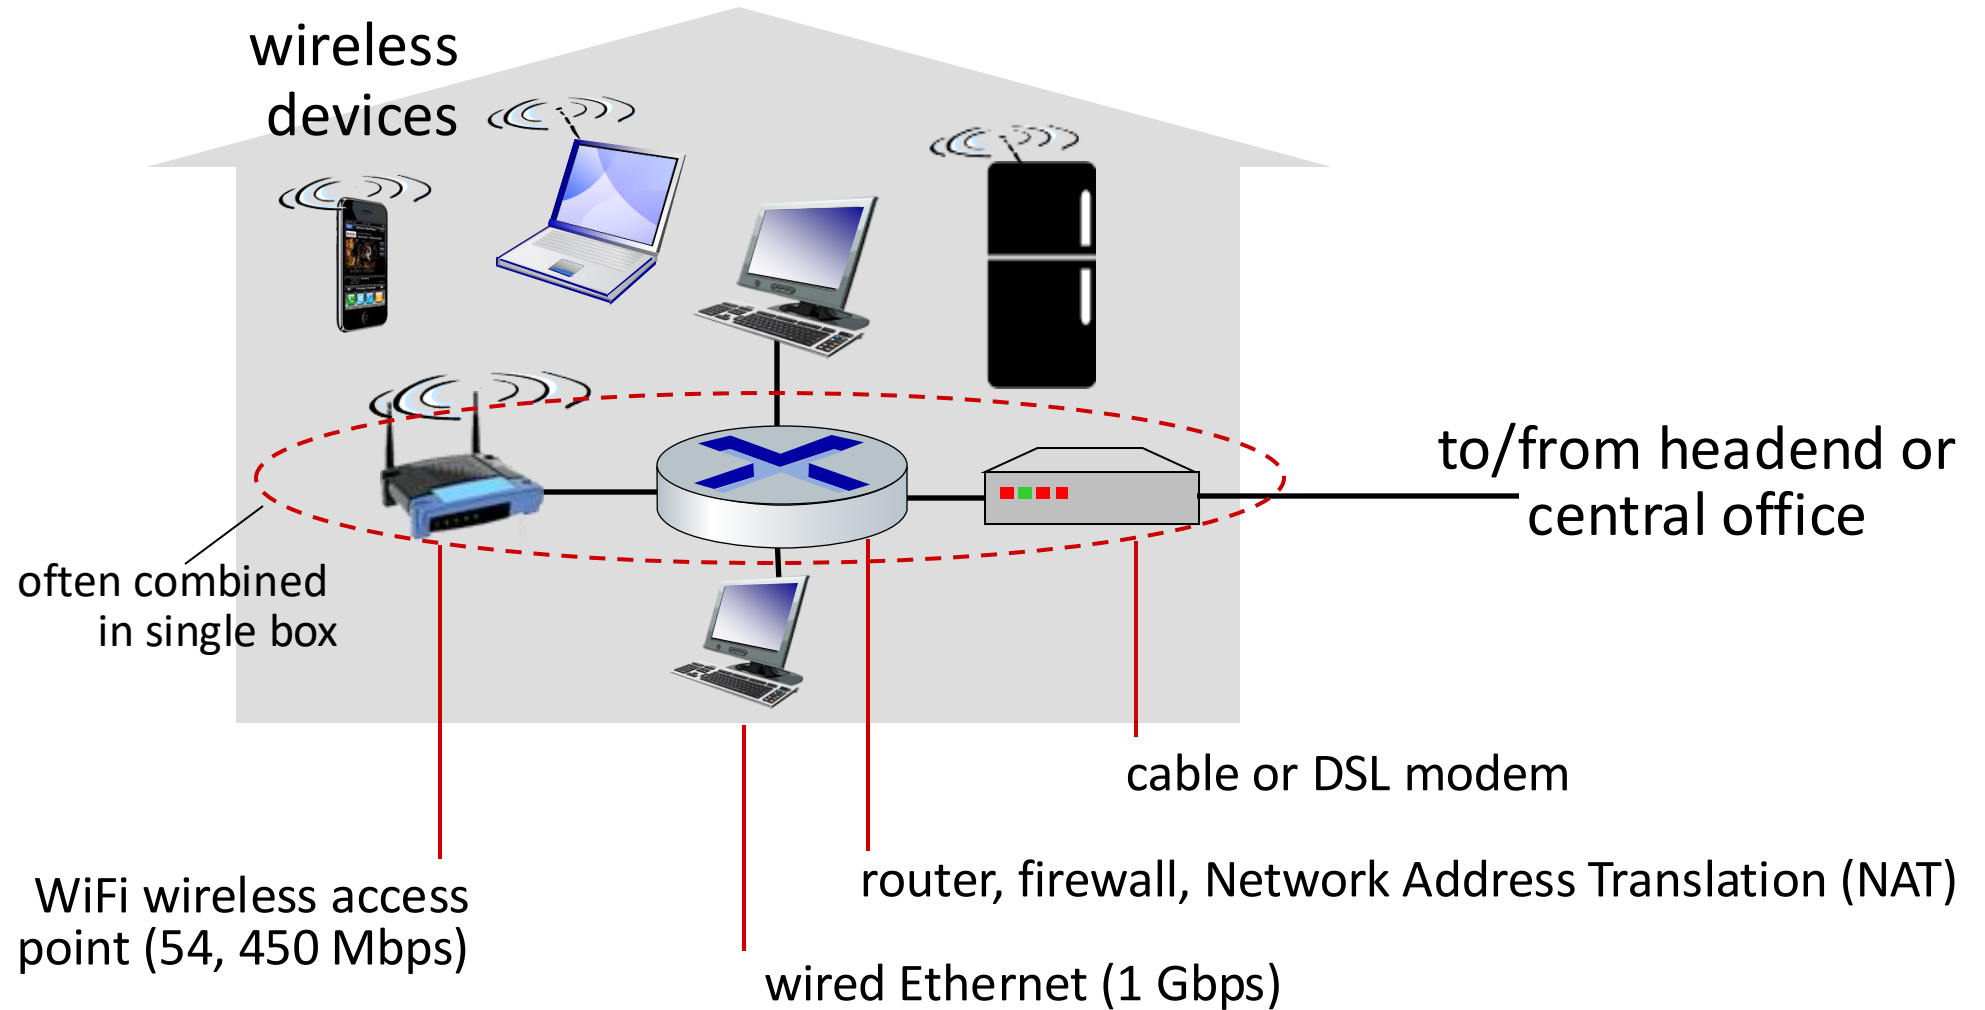 wireless
devices
to/from headend or
central office
often combined
in single box
cable or DSL modem
router, firewall, Network Address Translation (NAT)
WiFi wireless access
point (54, 450 Mbps)
wired Ethernet (1 Gbps)